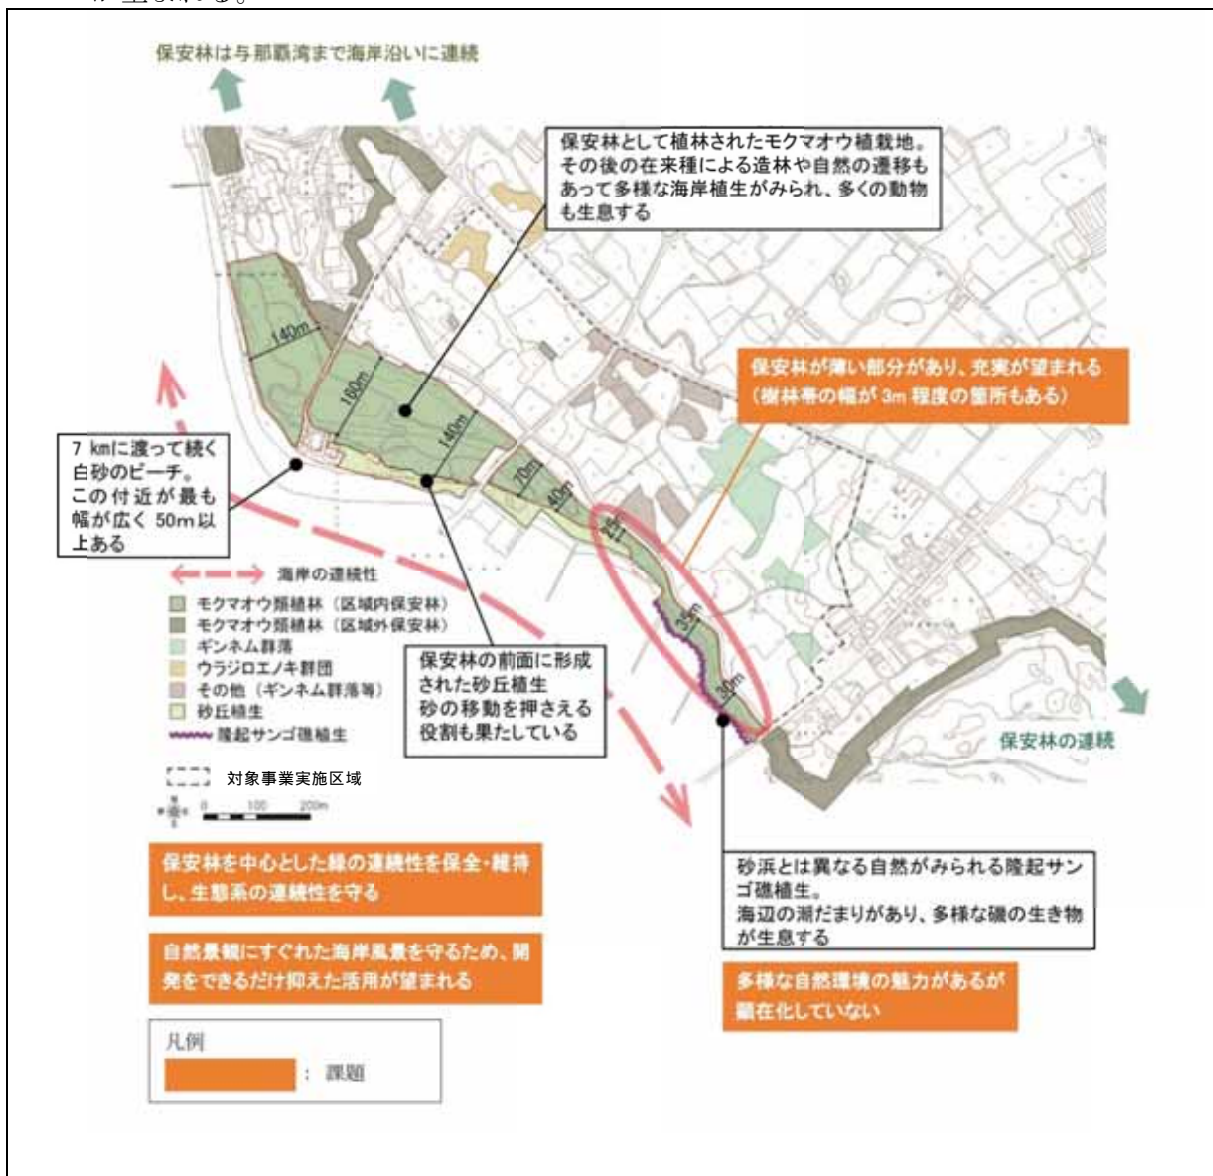 が望まれる。
保安林は与那覇湾まで海岸沿いに連続
保安林として植林されたモクマオウ植栽地。
その後の在来種による造林や自然の遷移も
あって多様な海岸植生がみられ、多くの動物
も生息する
140m
160m
140m
70m
40m
25m
35m
30m
保安林が薄い部分があり、充実が望まれる
（樹林帯の幅が 3m 程度の箇所もある）
7 kmに渡って続く
白砂のビーチ。
この付近が最も
幅が広く 50m以
上ある
海岸の連続性
モクマオウ類植林（区域内保安林）
モクマオウ類植林（区域外保安林）
ギンネム群落
ウラジロエノキ群団
その他（ギンネム群落等）
砂丘植生
隆起サンゴ礁植生
対象事業実施区域
0 100 200m
保安林の前面に形成
された砂丘植生
砂の移動を押さえる
役割も果たしている
保安林の連続
砂浜とは異なる自然がみられる隆起サン
ゴ礁植生。
海辺の潮だまりがあり、多様な磯の生き物
が生息する
保安林を中心とした緑の連続性を保全・維持
し、生態系の連続性を守る
自然景観にすぐれた海岸風景を守るため、開
発をできるだけ抑えた活用が望まれる
多様な自然環境の魅力があるが
顕在化していない
凡例
： 課題